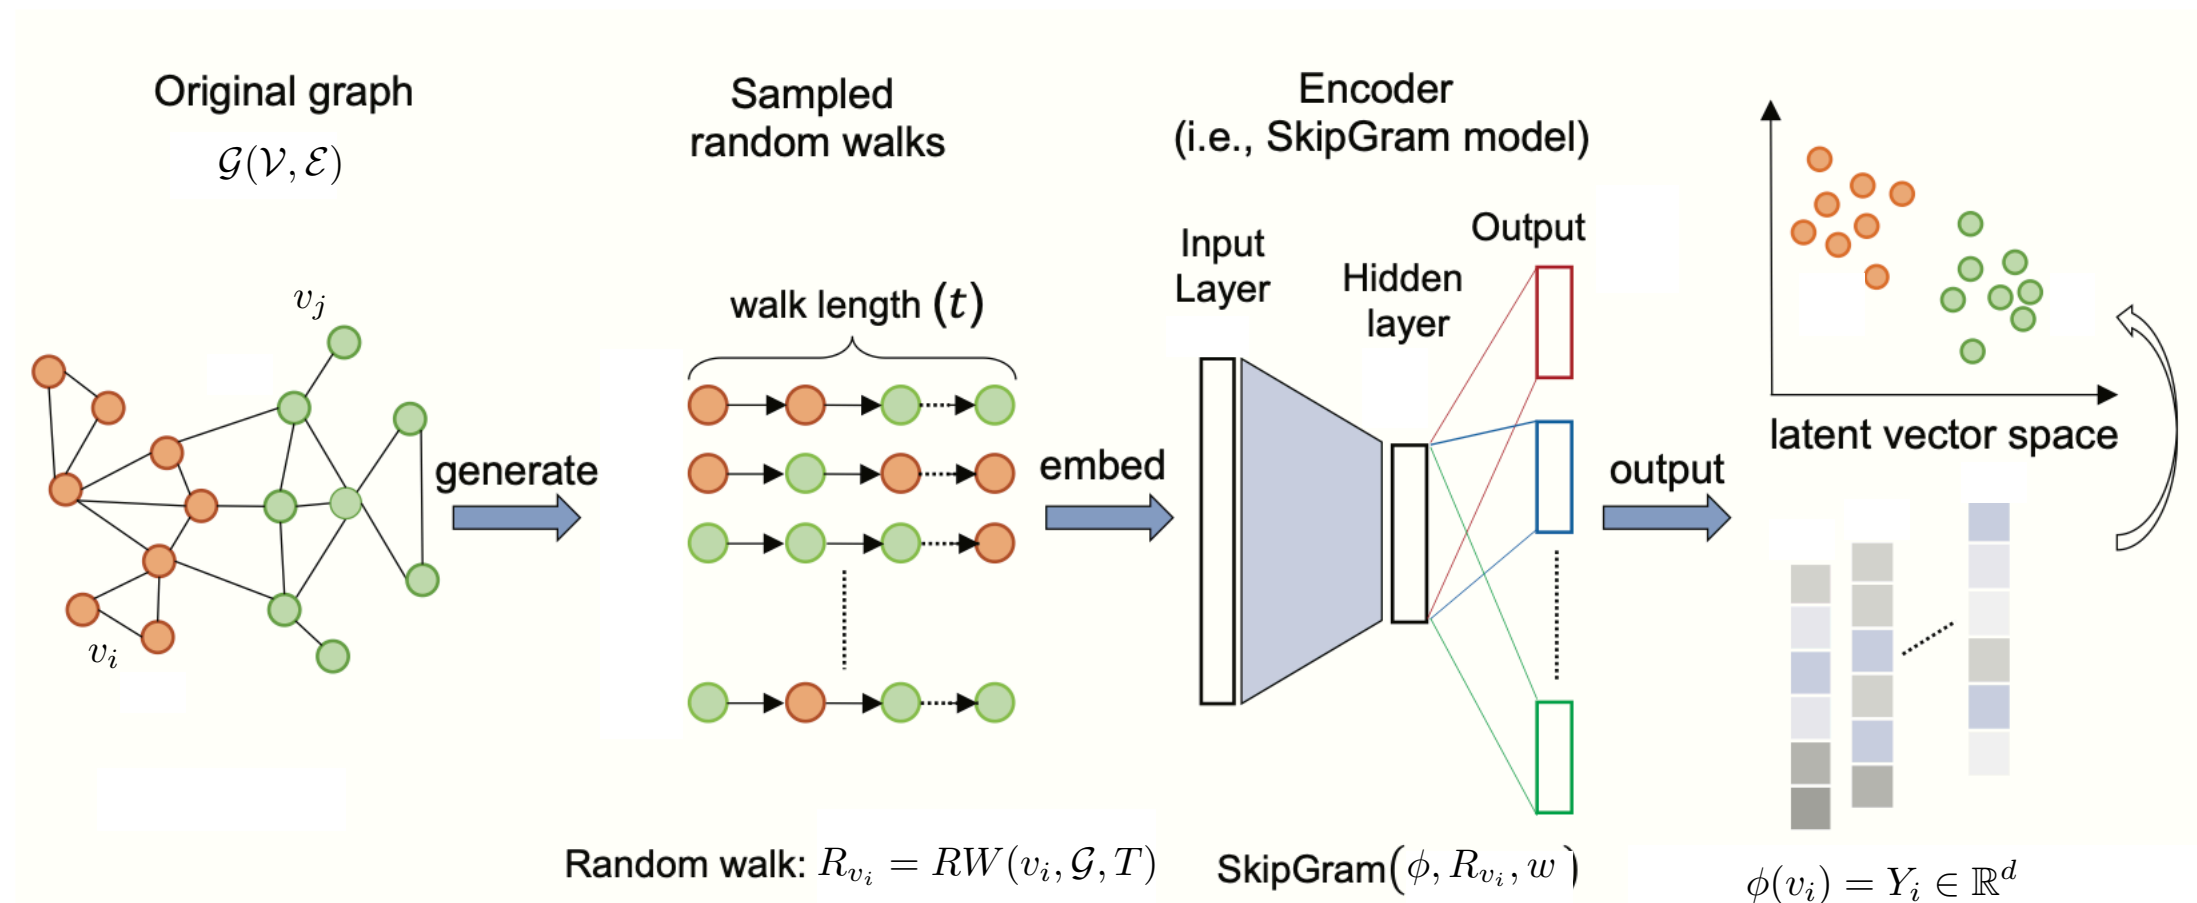 Original graph
𝒢(𝒱, ℰ)
v_j
v_i
generate
Sampled
random walks
walk length (t)
embed
Encoder
(i.e., SkipGram model)
Input
Layer
Hidden
layer
Output
output
latent vector space
Random walk: R_{v_i} = RW(v_i, 𝒢, T)
SkipGram(ϕ, R_{v_i}, w)
ϕ(v_i) = Y_i ∈ ℝ^d